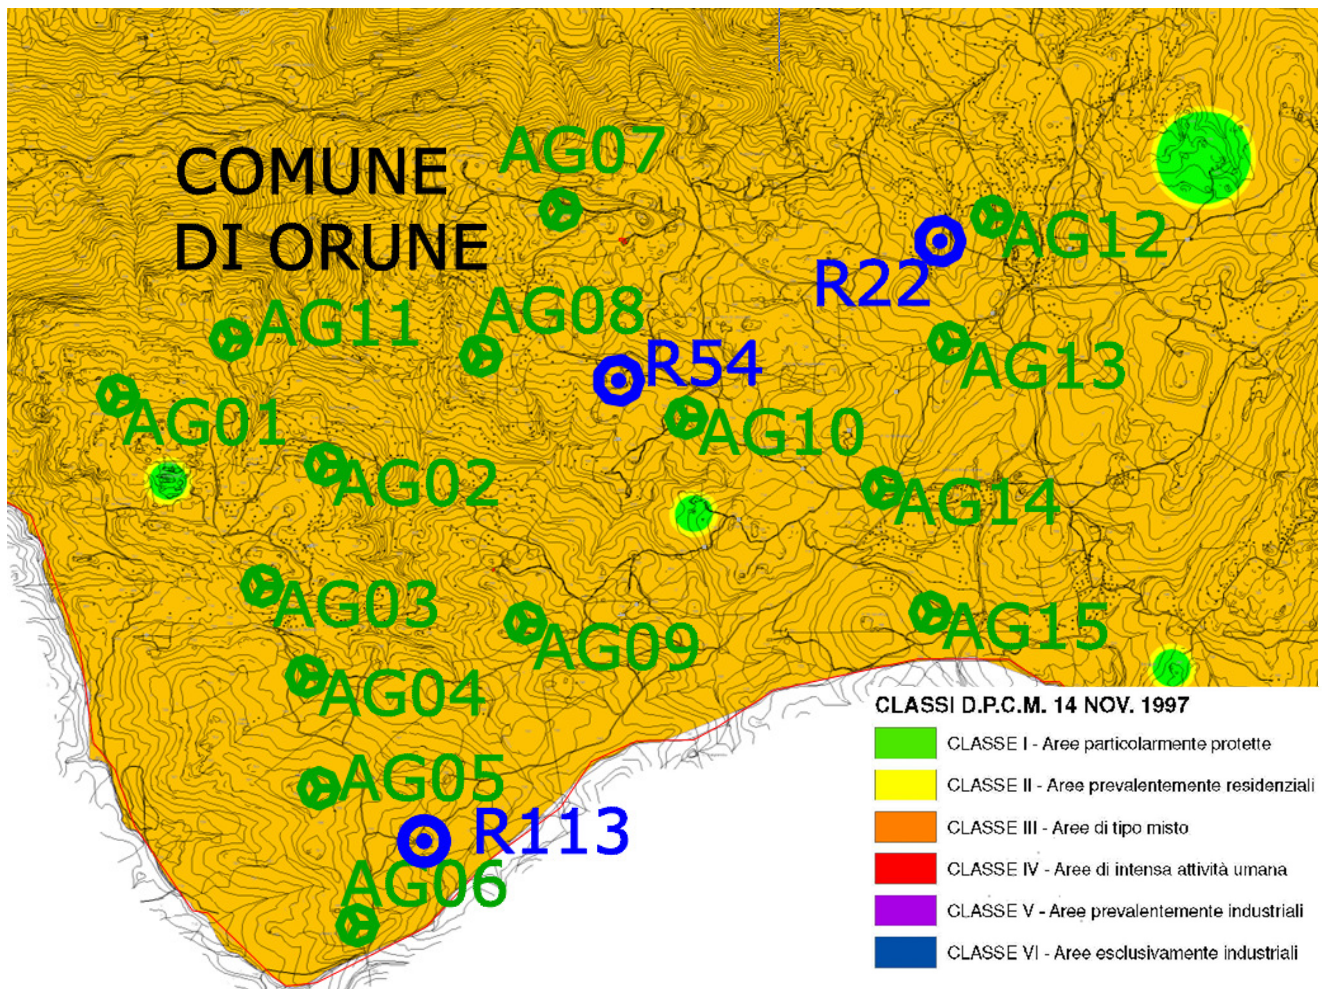 AG07
COMUNE
DI ORUNE
AG12
R22
AG11
AG08
R54
AG13
AG01
AG10
AG02
AG14
AG03
AG09
AG15
AG04
AG05
R113
AG06
CLASSI D.P.C.M. 14 NOV. 1997
CLASSE I - Aree particolarmente protette
CLASSE II - Aree prevalentemente residenziali
CLASSE III - Aree di tipo misto
CLASSE IV - Aree di intensa attività umana
CLASSE V - Aree prevalentemente industriali
CLASSE VI - Aree esclusivamente industriali